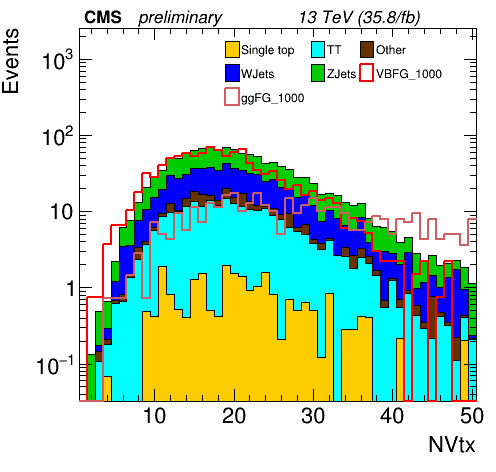 CMS preliminary 13 TeV (35.8/fb)
Events
Single top TT Other
WJets ZJets VBFG_1000
ggFG_1000
10³
10²
10
1
10⁻¹
10 20 30 40 50
NVtx